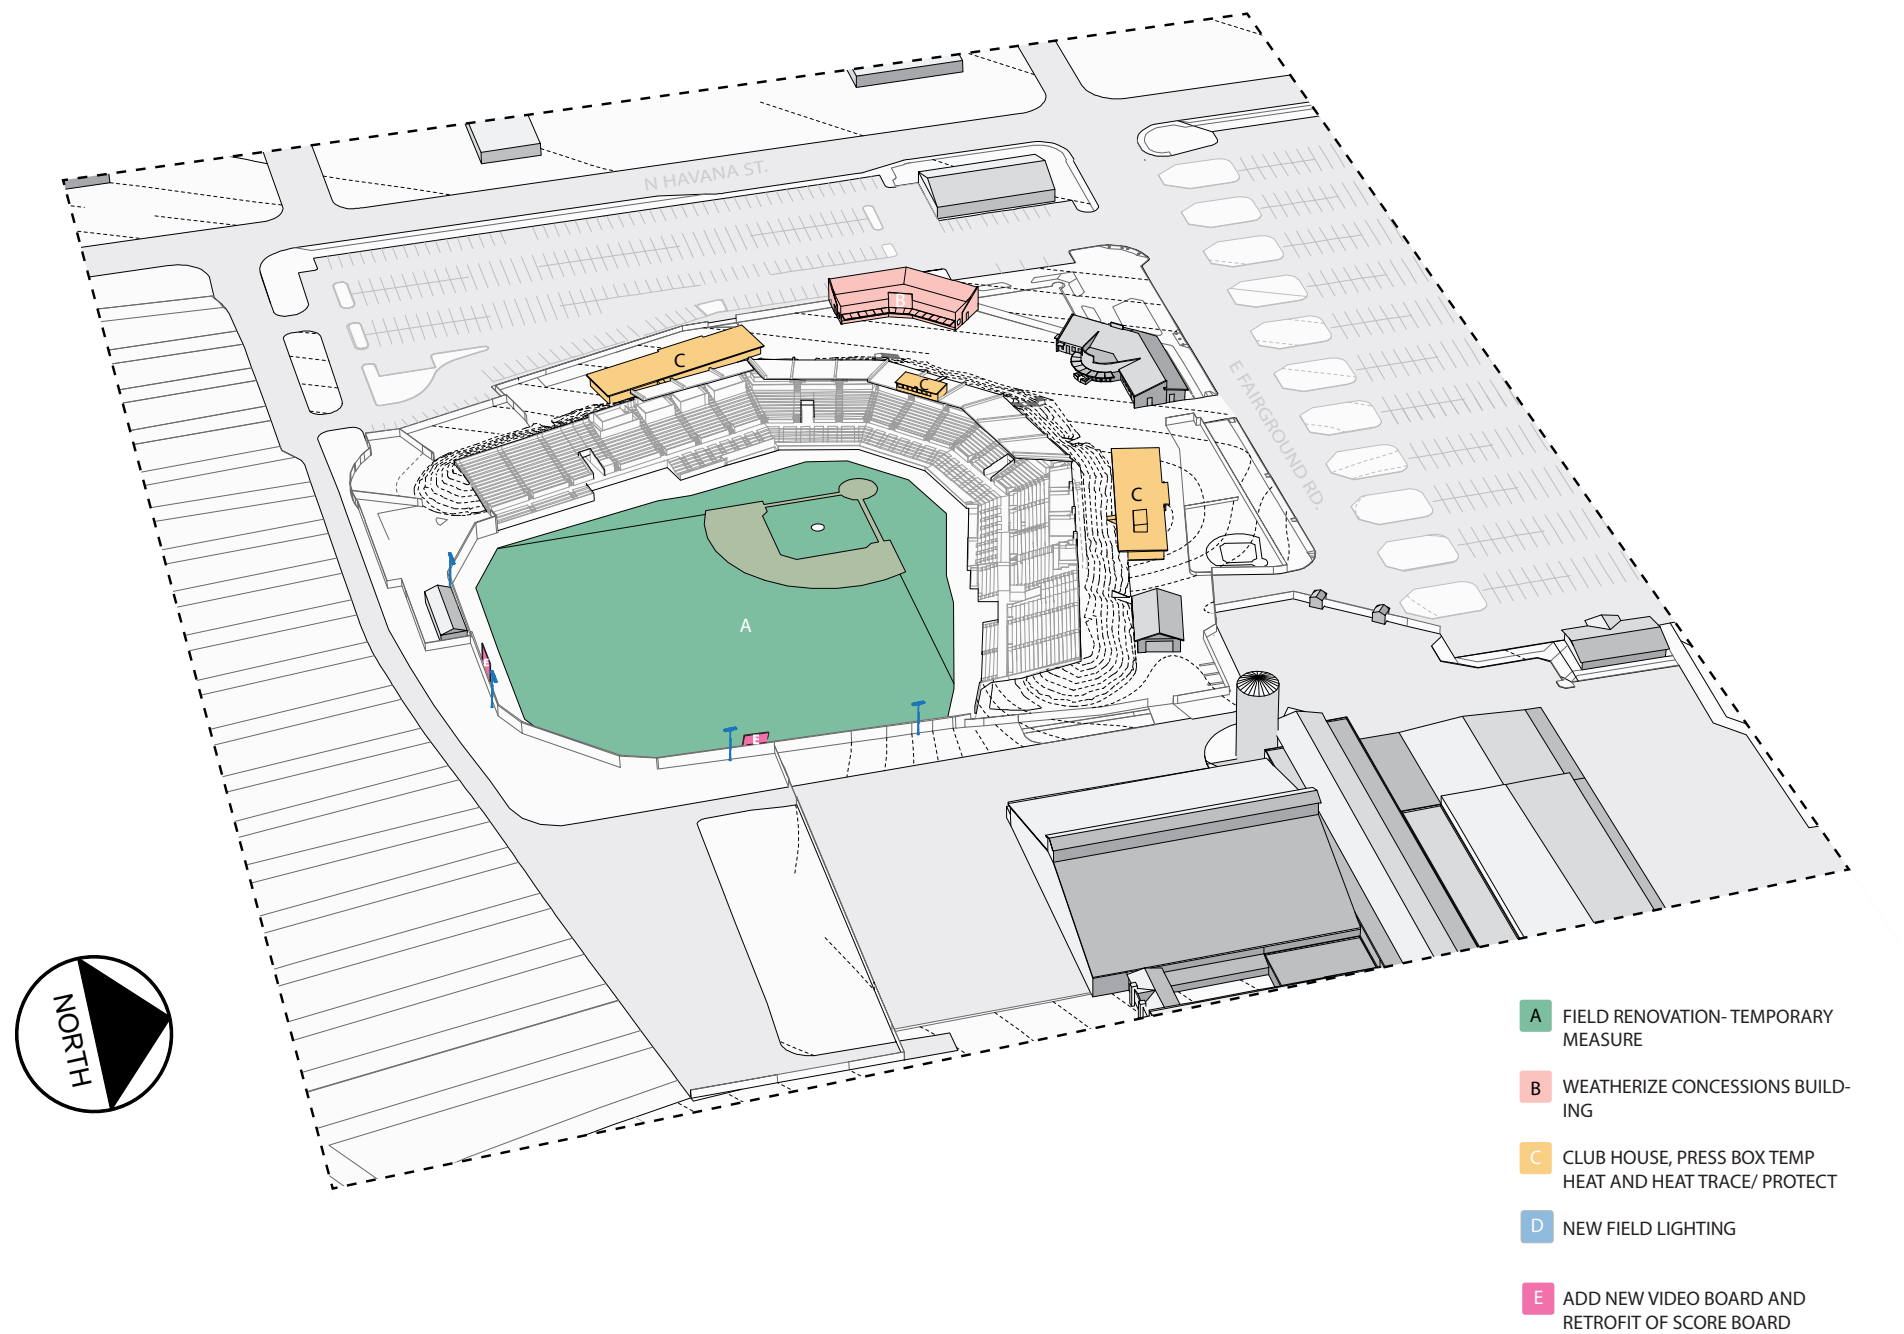 N HAVANA ST.
B
C
C
E FAIRGROUND RD.
C
A
E
E
NORTH
A FIELD RENOVATION- TEMPORARY
MEASURE
B WEATHERIZE CONCESSIONS BUILD-
ING
C CLUB HOUSE, PRESS BOX TEMP
HEAT AND HEAT TRACE/ PROTECT
D NEW FIELD LIGHTING
E ADD NEW VIDEO BOARD AND
RETROFIT OF SCORE BOARD